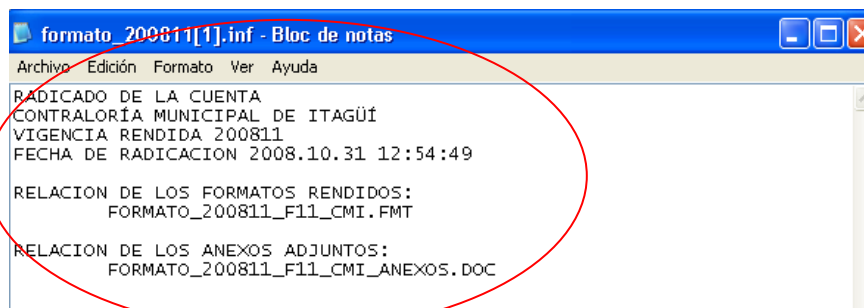 formato_200811[1].inf - Bloc de notas
Archivo Edición Formato Ver Ayuda
RADICADO DE LA CUENTA
CONTRALORÍA MUNICIPAL DE ITAGÜÍ
VIGENCIA RENDIDA 200811
FECHA DE RADICACION 2008.10.31 12:54:49
RELACION DE LOS FORMATOS RENDIDOS:
FORMATO_200811_F11_CMI.FMT
RELACION DE LOS ANEXOS ADJUNTOS:
FORMATO_200811_F11_CMI_ANEXOS.DOC